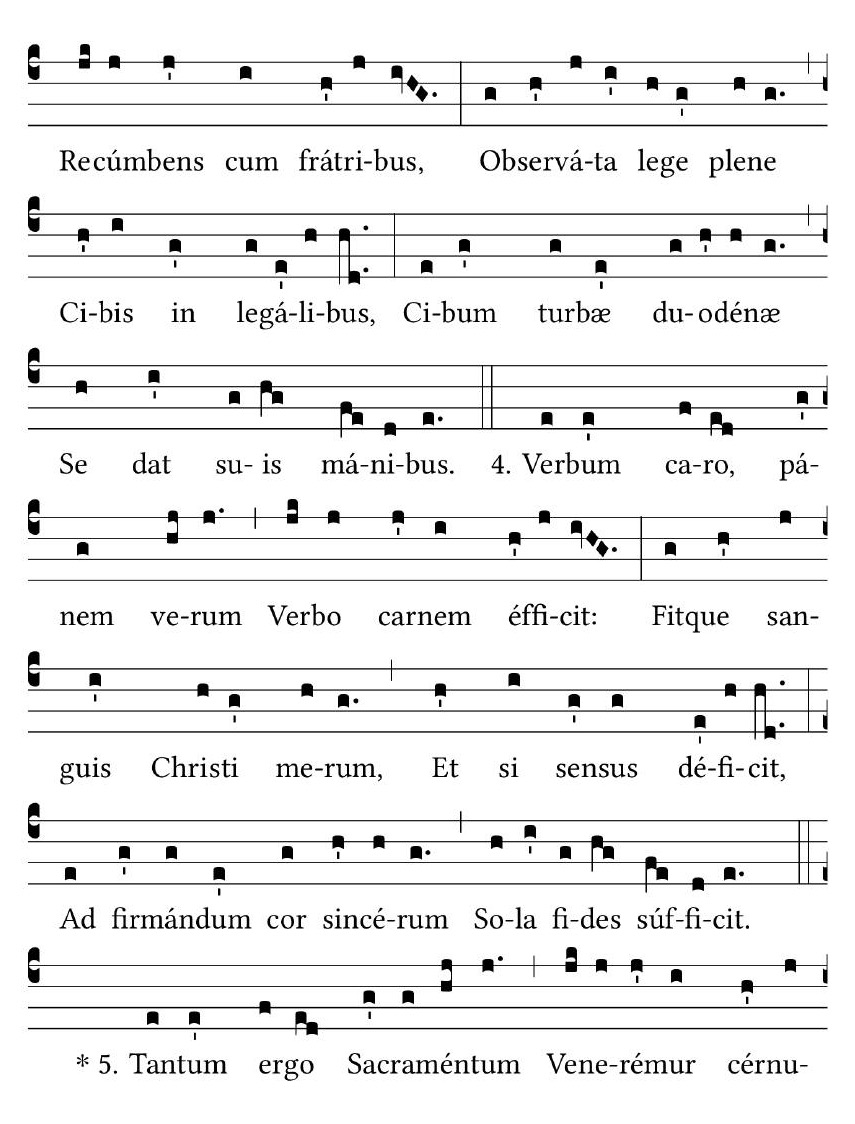 Recúmbens cum frátri-bus, Observá-ta lege plene
Ci-bis in legá-li-bus, Ci-bum turbæ du-odénæ
Se dat su-is má-ni-bus. 4. Verbum ca-ro, pá-
nem ve-rum Verbo carnem éffi-cit: Fitque san-
guis Christi me-rum, Et si sensus dé-fi-cit,
Ad firmándum cor sincé-rum So-la fi-des súf-fi-cit.
* 5. Tantum ergo Sacraméntum Vene-rémur cérnu-